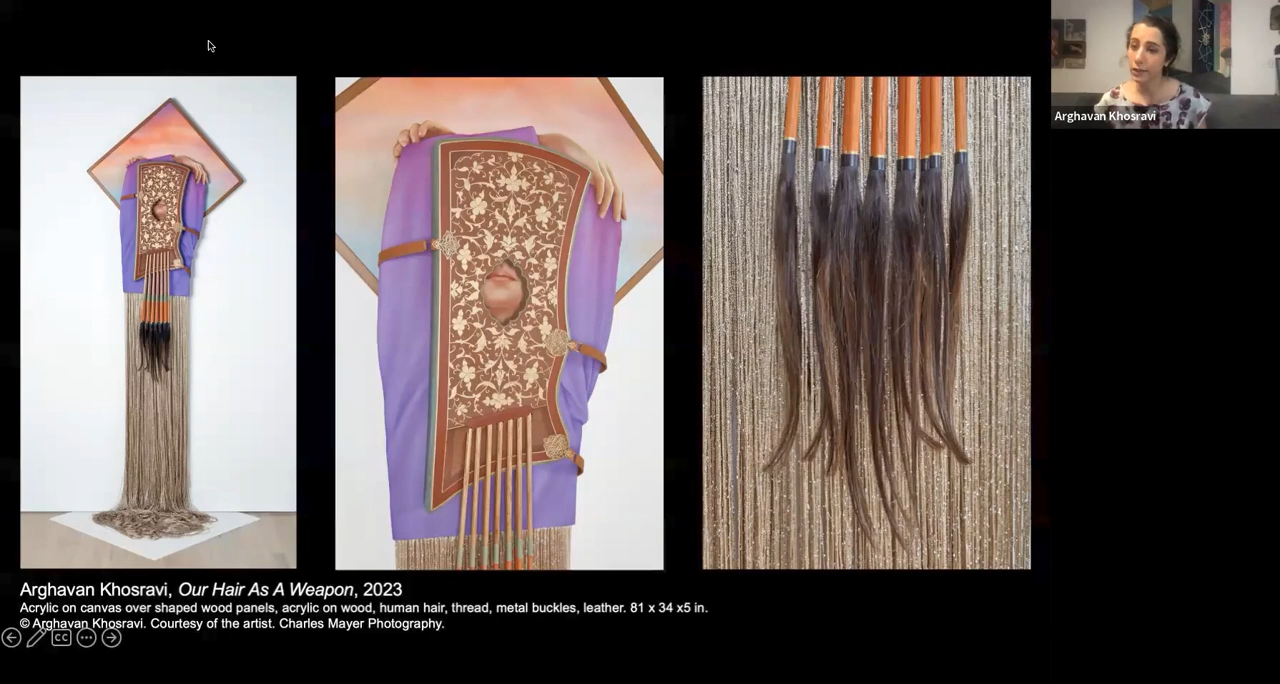 Arghavan Khosravi
Arghavan Khosravi, Our Hair As A Weapon, 2023
Acrylic on canvas over shaped wood panels, acrylic on wood, human hair, thread, metal buckles, leather. 81 x 34 x5 in.
© Arghavan Khosravi. Courtesy of the artist. Charles Mayer Photography.
CC